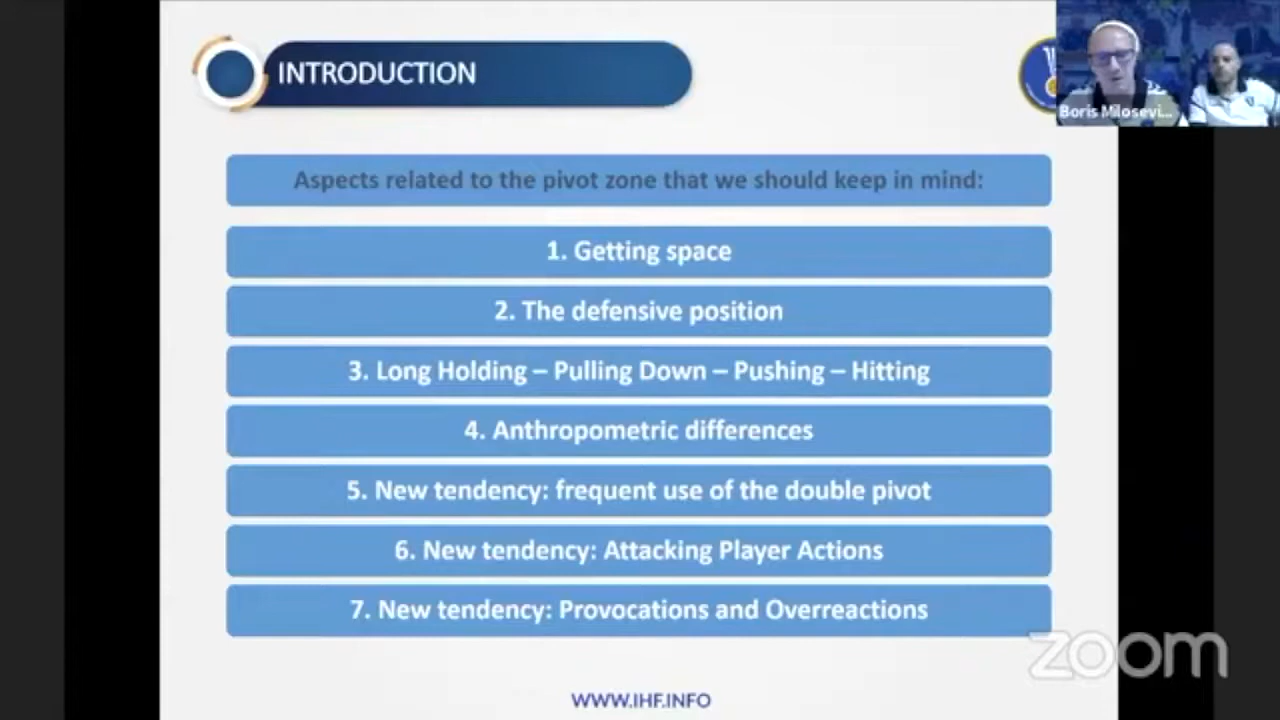 INTRODUCTION
Boris Milosevi...
Aspects related to the pivot zone that we should keep in mind:
1. Getting space
2. The defensive position
3. Long Holding – Pulling Down – Pushing – Hitting
4. Anthropometric differences
5. New tendency: frequent use of the double pivot
6. New tendency: Attacking Player Actions
7. New tendency: Provocations and Overreactions
zoom
WWW.IHF.INFO